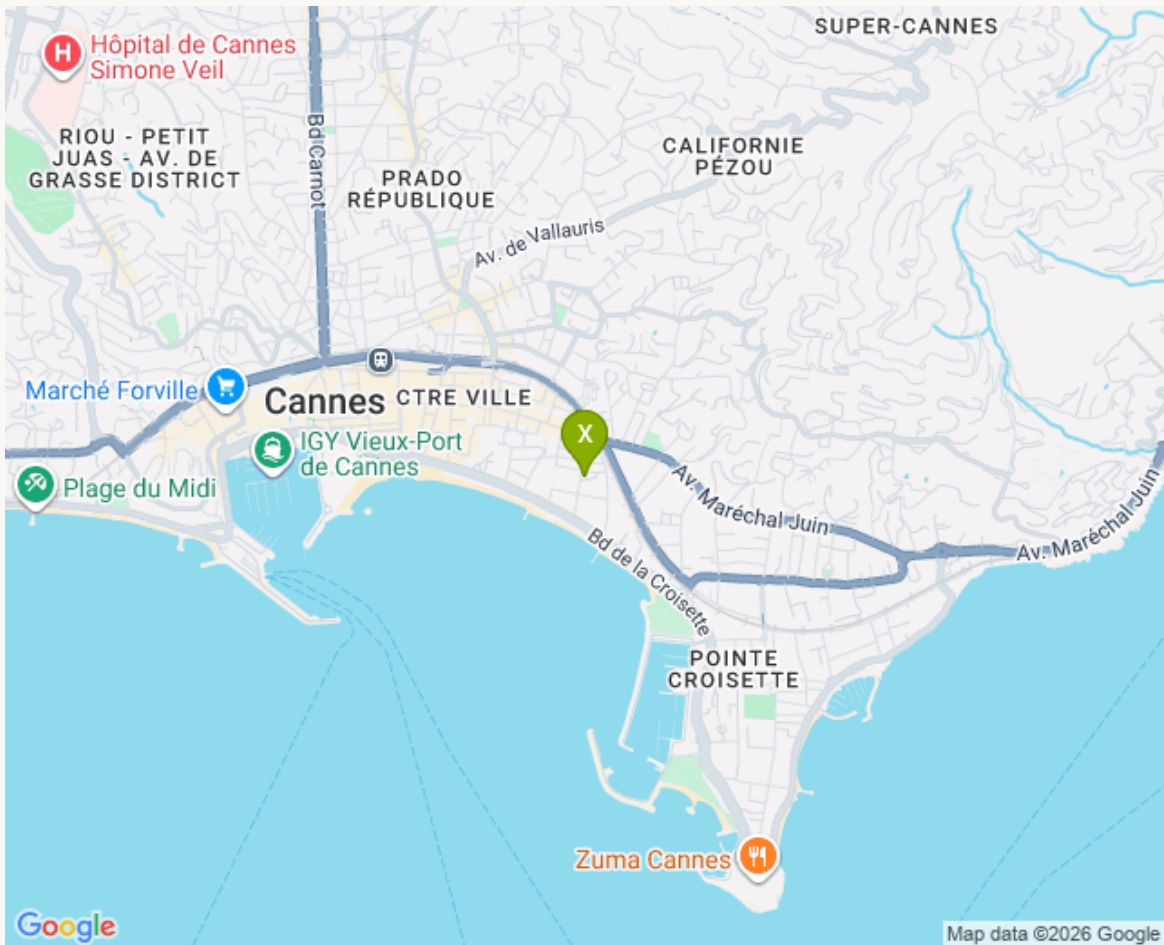 SUPER-CANNES
H
Hôpital de Cannes
Simone Veil
Bd Carnot
RIOU - PETIT
JUAS - AV. DE
GRASSE DISTRICT
CALIFORNIE
PÉZOU
PRADO
RÉPUBLIQUE
Av. de Vallauris
Marché Forville
Cannes
CTRE VILLE
X
IGY Vieux-Port
de Cannes
Plage du Midi
Av. Maréchal Juin
Av. Maréchal Juin
Bd de la Croisette
POINTE
CROISETTE
Zuma Cannes
Google
Map data ©2026 Google